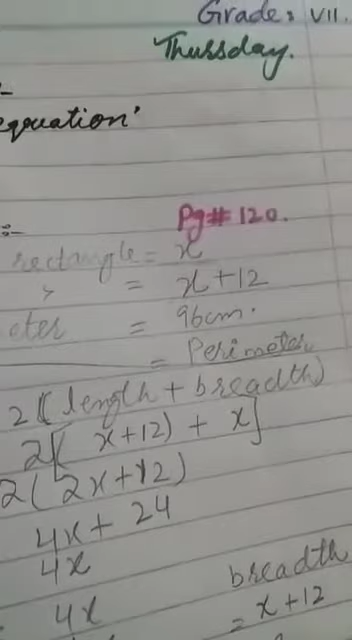 Grade: VII.
Thussday.
equation'
Pg# 120.
rectangle = x
" = x+12
eter = 96cm.
= Perimeter
2[(length + breadth)
2[(x+12) + x]
2(2x+12)
4x+ 24
4x
breadth
4x
= x+12